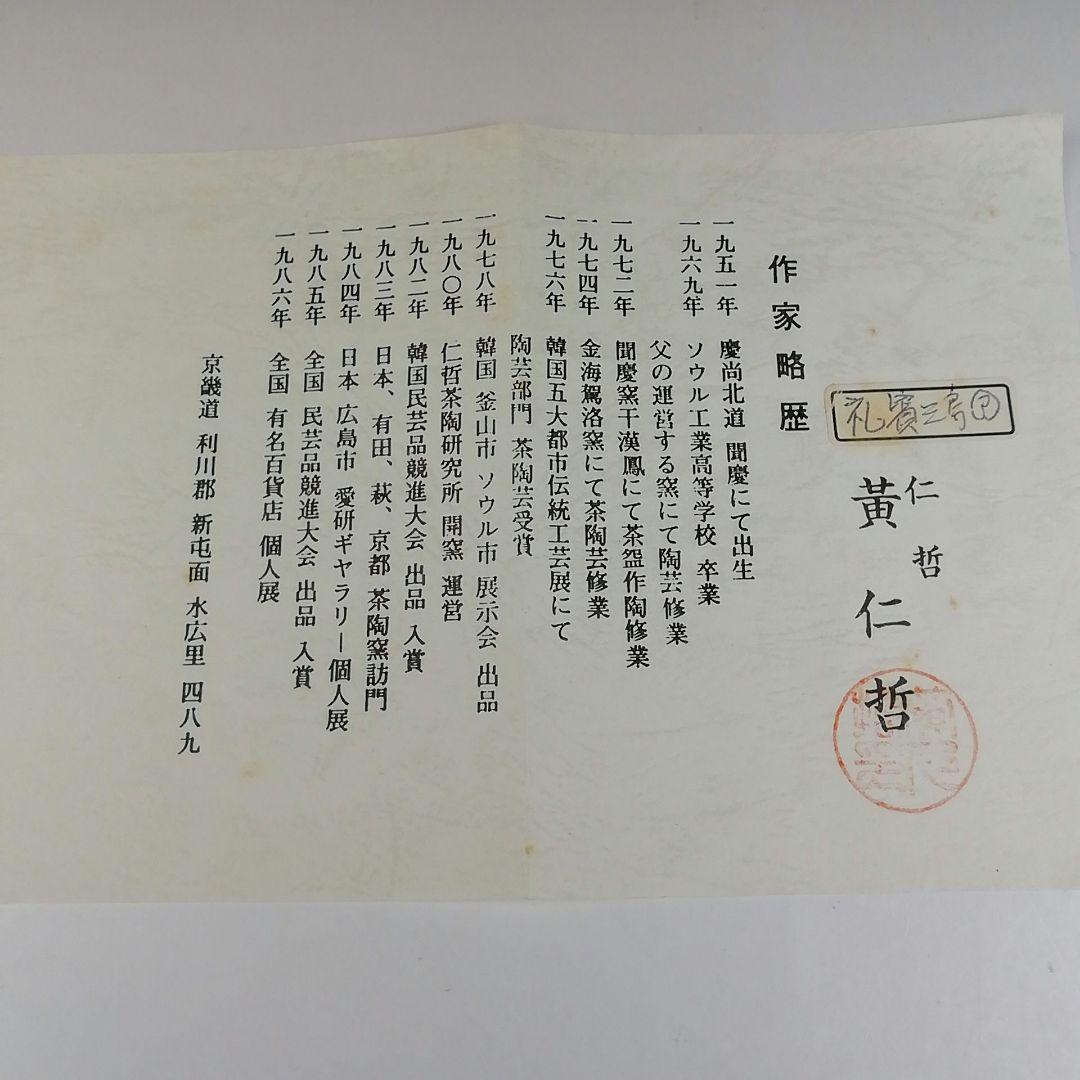 仁哲
黃仁哲
作家略歴
一九五一年 慶尚北道 聞慶にて出生
一九六九年 ソウル工業高等学校 卒業
父の運営する窯にて陶芸修業
一九七二年 聞慶窯干漢鳳にて茶盌作陶修業
一九七四年 金海駕洛窯にて茶陶芸修業
一九七六年 韓国五大都市伝統工芸展にて
陶芸部門 茶陶芸受賞
一九七八年 韓国 釜山市 ソウル市 展示会 出品
一九八〇年 仁哲茶陶研究所 開窯 運営
一九八二年 韓国民芸品競進大会 出品 入賞
一九八三年 日本、有田、萩、京都 茶陶窯訪門
一九八四年 日本 広島市 愛研ギヤラリー個人展
一九八五年 全国 民芸品競進大会 出品 入賞
一九八六年 全国 有名百貨店 個人展
京畿道 利川郡 新屯面 水広里 四八九